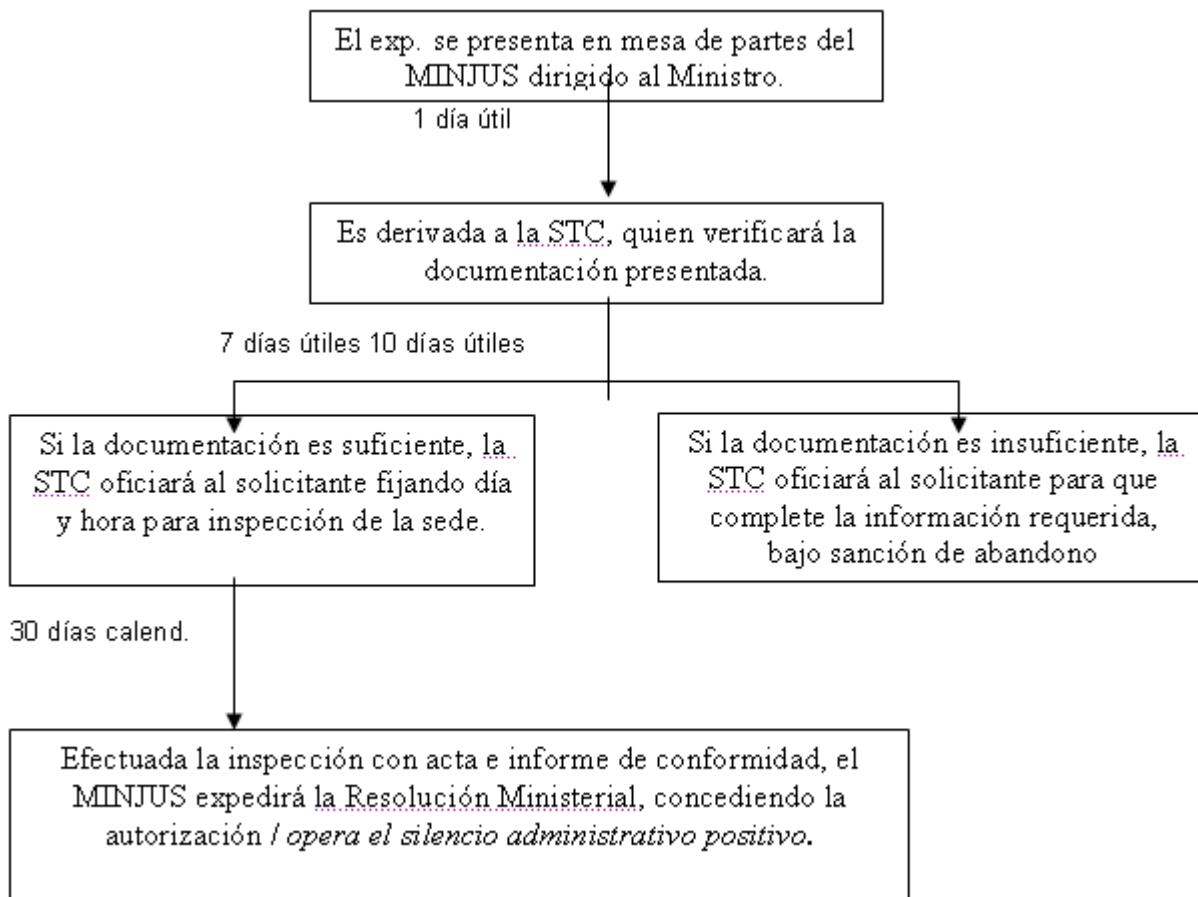 El exp. se presenta en mesa de partes del
MINJUS dirigido al Ministro.
1 día útil
Es derivada a la STC, quien verificará la
documentación presentada.
7 días útiles 10 días útiles
Si la documentación es suficiente, la
STC oficiará al solicitante fijando día
y hora para inspección de la sede.
Si la documentación es insuficiente, la
STC oficiará al solicitante para que
complete la información requerida,
bajo sanción de abandono
30 días calend.
Efectuada la inspección con acta e informe de conformidad, el
MINJUS expedirá la Resolución Ministerial, concediendo la
autorización / opera el silencio administrativo positivo.